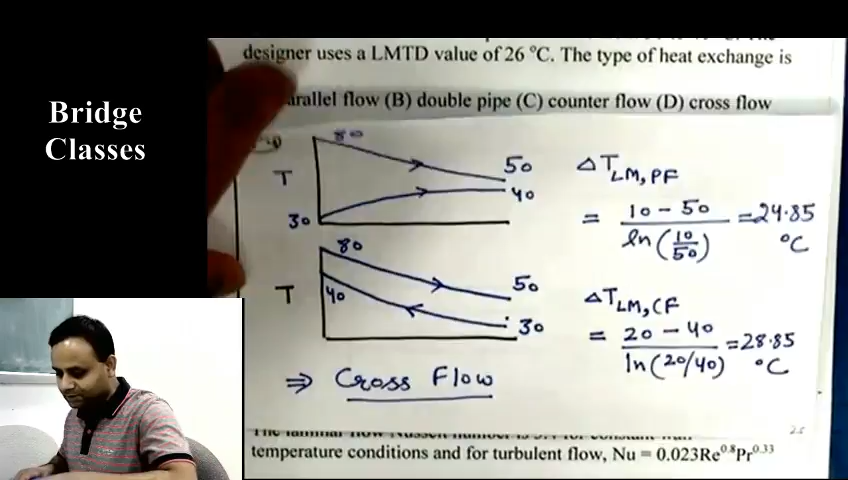 Bridge
Classes
designer uses a LMTD value of 26 °C. The type of heat exchange is
arallel flow (B) double pipe (C) counter flow (D) cross flow
80
T
50
40
30
ΔT LM,PF
= 10 - 50 / ln(10/50) = 24.85 °C
80
T
40
50
30
ΔT LM,CF
= 20 - 40 / ln(20/40) = 28.85 °C
⇒ Cross Flow
temperature conditions and for turbulent flow, Nu = 0.023Re^0.8Pr^0.33